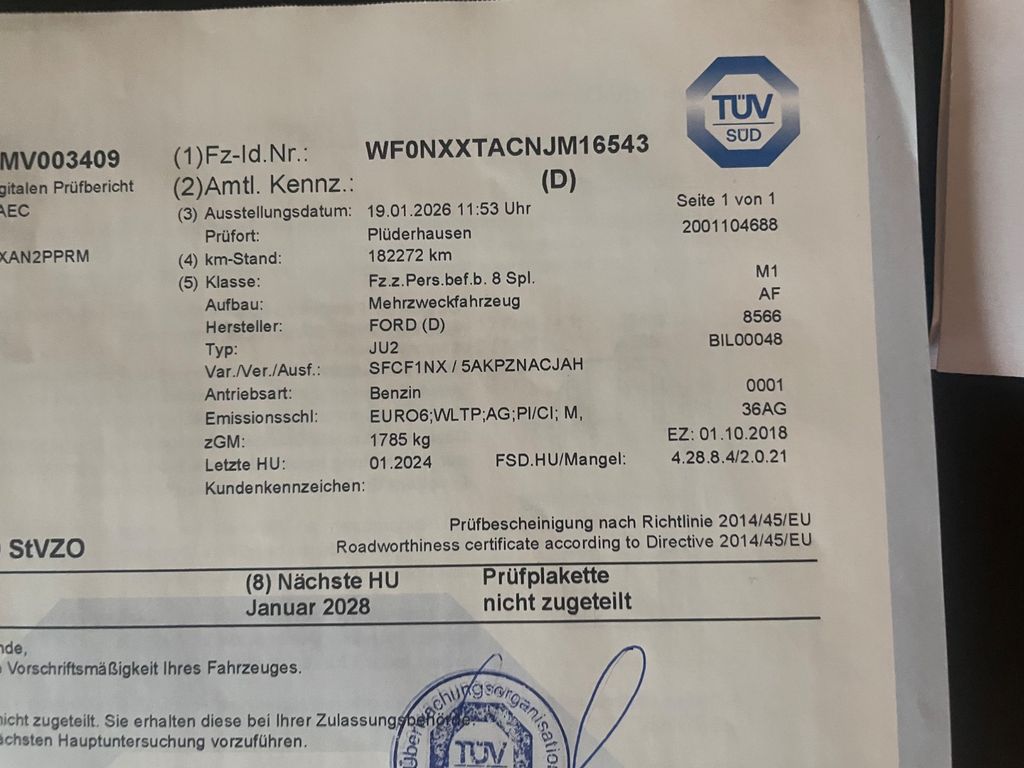 TÜV
SÜD
MV003409
gitalen Prüfbericht
AEC
XAN2PPRM
(1)Fz-Id.Nr.: WF0NXXTACNJM16543
(2)Amtl. Kennz.: (D)
(3) Ausstellungsdatum: 19.01.2026 11:53 Uhr Seite 1 von 1
Prüfort: Plüderhausen 2001104688
(4) km-Stand: 182272 km
(5) Klasse: Fz.z.Pers.bef.b. 8 Spl. M1
Aufbau: Mehrzweckfahrzeug AF
Hersteller: FORD (D) 8566
Typ: JU2 BIL00048
Var./Ver./Ausf.: SFCF1NX / 5AKPZNACJAH
Antriebsart: Benzin 0001
Emissionsschl: EURO6;WLTP;AG;PI/CI; M, 36AG
zGM: 1785 kg EZ: 01.10.2018
Letzte HU: 01.2024 FSD.HU/Mangel: 4.28.8.4/2.0.21
Kundenkennzeichen:
Prüfbescheinigung nach Richtlinie 2014/45/EU
Roadworthiness certificate according to Directive 2014/45/EU
StVZO
(8) Nächste HU Prüfplakette
Januar 2028 nicht zugeteilt
nde,
Vorschriftsmäßigkeit Ihres Fahrzeuges.
nicht zugeteilt. Sie erhalten diese bei Ihrer Zulassungsbehörde.
ächsten Hauptuntersuchung vorzuführen.
Überwachungsorganisatio
TÜV